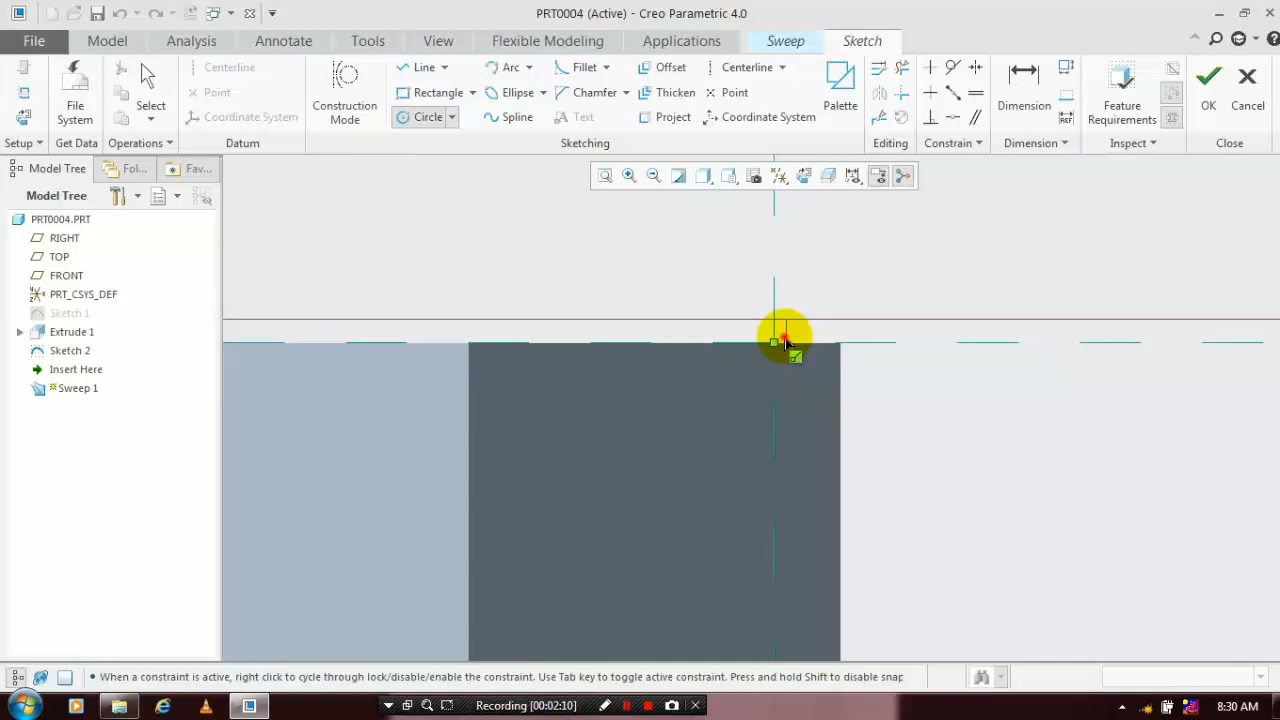 PRT0004 (Active) - Creo Parametric 4.0
File Model Analysis Annotate Tools View Flexible Modeling Applications Sweep Sketch
Centerline Line Arc Fillet Offset Centerline
Point Rectangle Ellipse Chamfer Thicken Point
File System Select Coordinate System Construction Mode Circle Spline Text Project Coordinate System Palette Dimension Feature Requirements OK Cancel
Setup Get Data Operations Datum Sketching Editing Constrain Dimension Inspect Close
Model Tree Fol... Fav...
Model Tree
PRT0004.PRT
RIGHT
TOP
FRONT
PRT_CSYS_DEF
Sketch 1
Extrude 1
Sketch 2
Insert Here
Sweep 1
When a constraint is active, right click to cycle through lock/disable/enable the constraint. Use Tab key to toggle active constraint. Press and hold Shift to disable snap
Recording [00:02:10]
8:30 AM